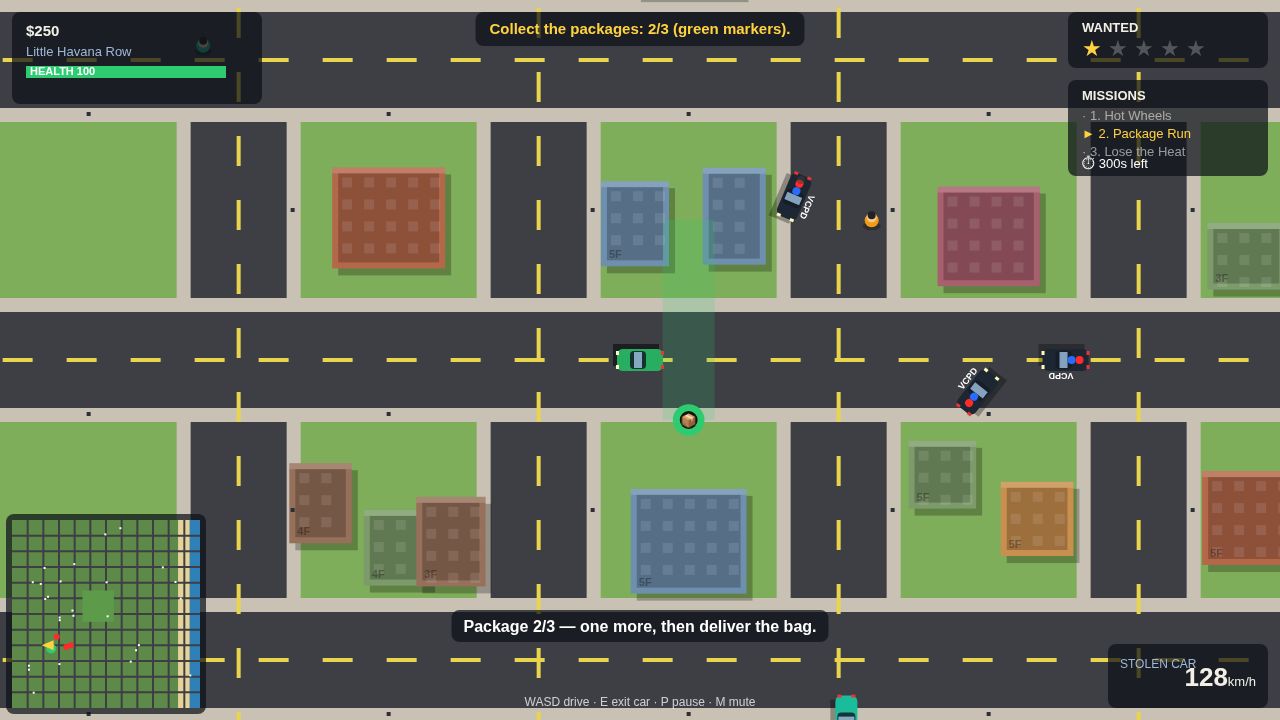 $250
Little Havana Row
HEALTH 100
Collect the packages: 2/3 (green markers).
WANTED
MISSIONS
· 1. Hot Wheels
► 2. Package Run
· 3. Lose the Heat
⏱ 300s left
VCPD
5F
3F
VCPD
VCPD
5F
4F
4F
3F
5F
5F
5F
Package 2/3 — one more, then deliver the bag.
STOLEN CAR
128km/h
WASD drive · E exit car · P pause · M mute